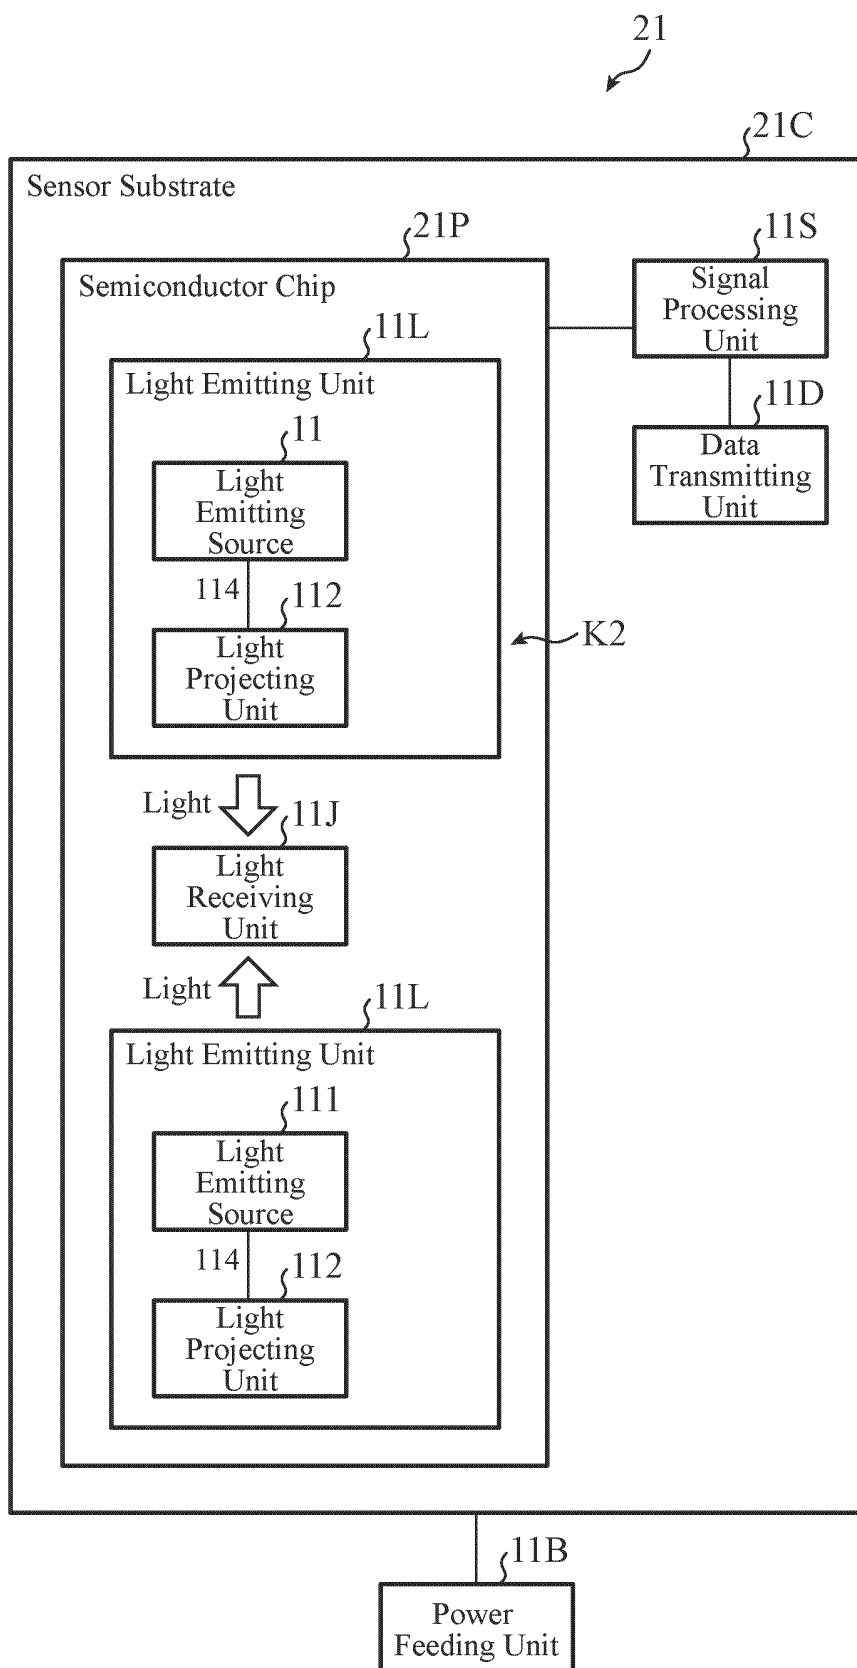 21
21C
Sensor Substrate
21P
11S
Semiconductor Chip
Signal
Processing
Unit
11L
Light Emitting Unit
11D
11
Data
Transmitting
Unit
Light
Emitting
Source
114
112
K2
Light
Projecting
Unit
Light
11J
Light
Receiving
Unit
Light
11L
Light Emitting Unit
111
Light
Emitting
Source
114
112
Light
Projecting
Unit
11B
Power
Feeding Unit